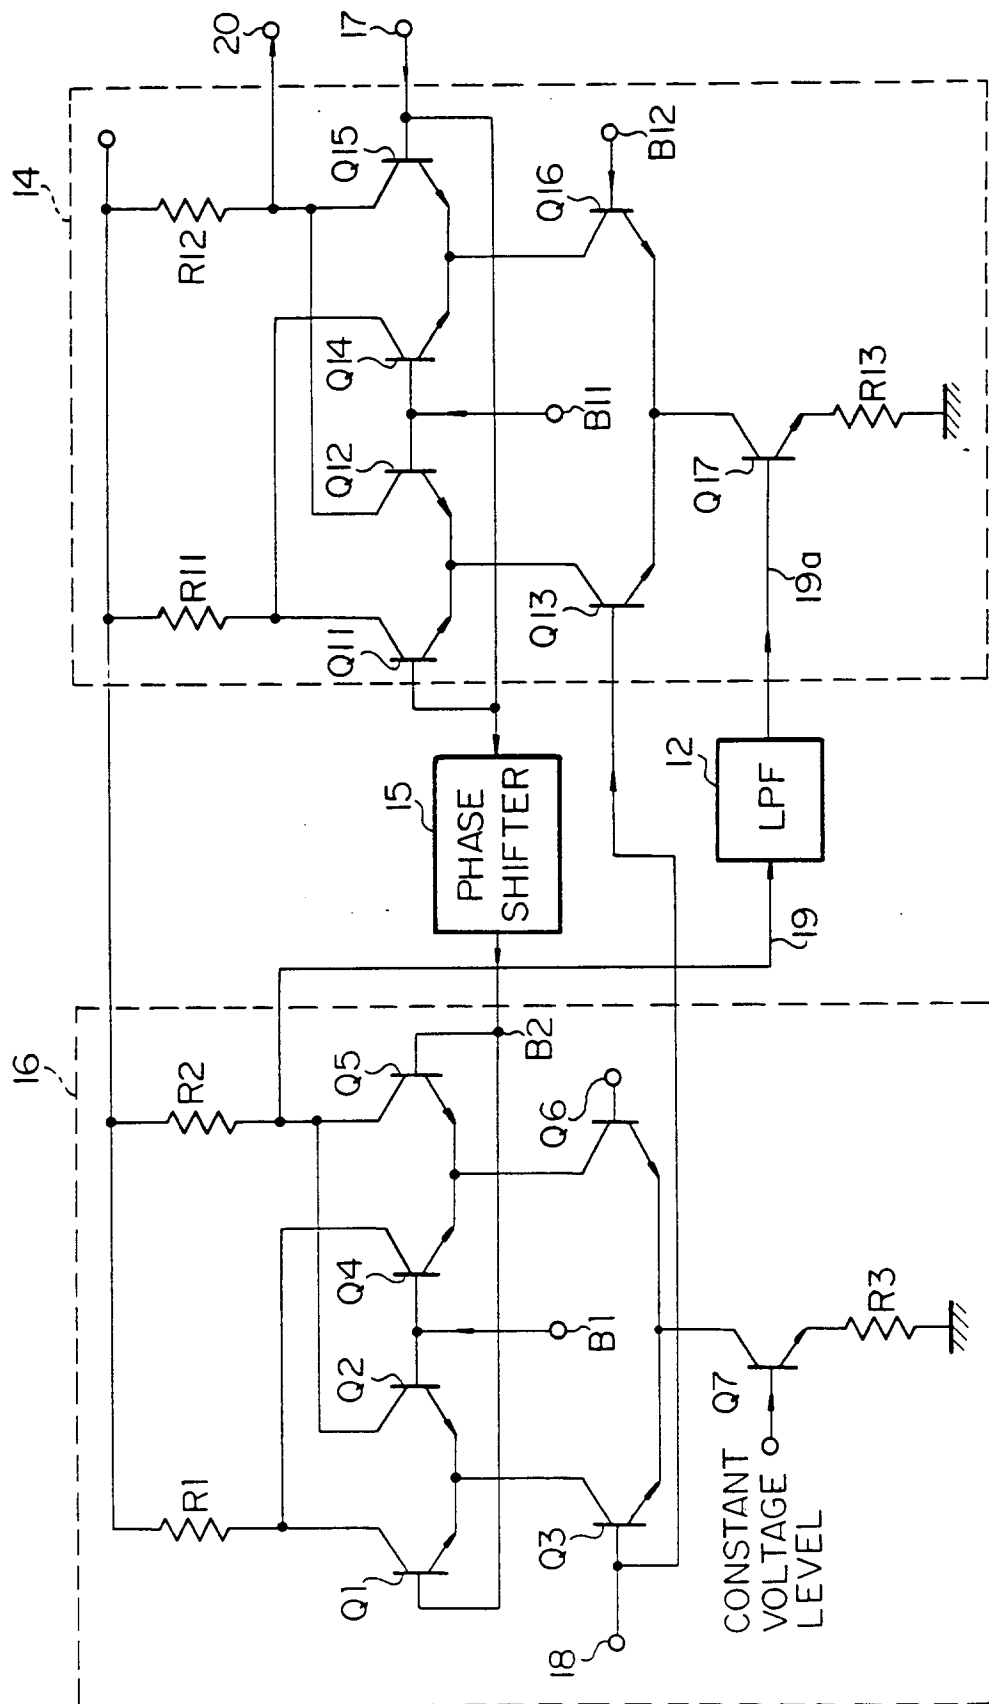 16
R1
R2
Q1
Q2
Q4
Q5
B1
B2
Q3
Q6
18
CONSTANT
VOLTAGE
LEVEL
Q7
R3
15
PHASE
SHIFTER
19
12
LPF
19a
14
R11
R12
20
17
Q11
Q12
Q14
Q15
B11
Q13
Q16
B12
Q17
R13